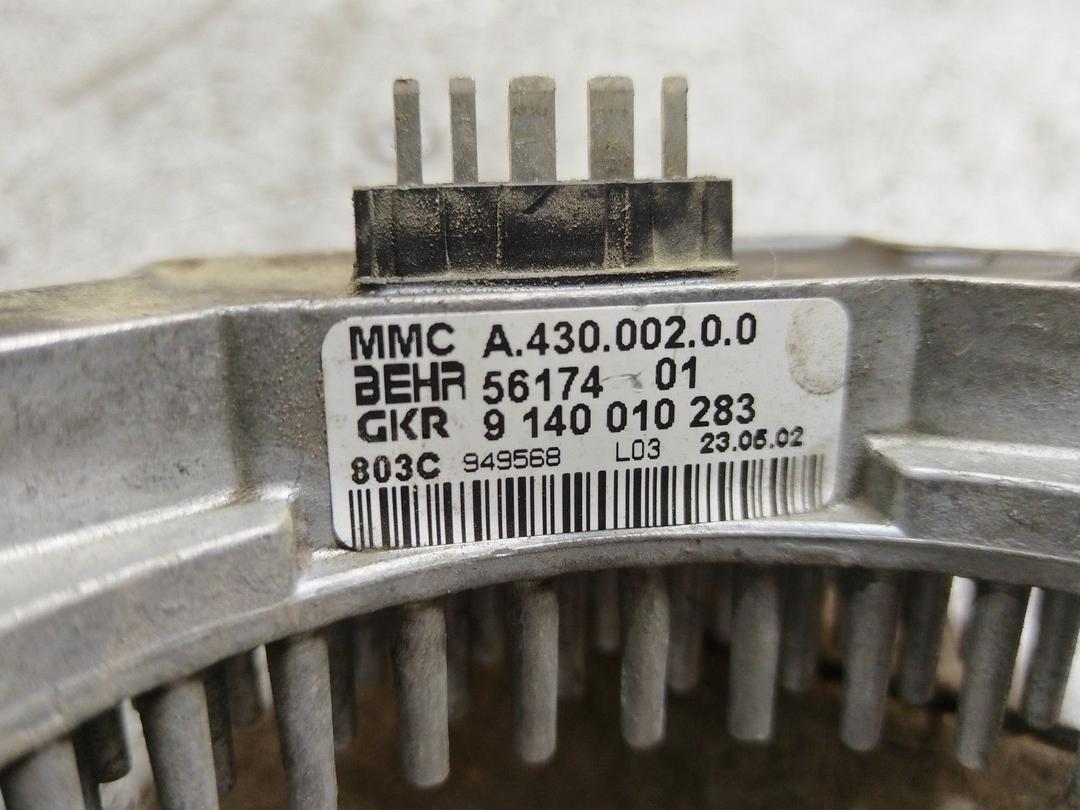 MMC A.430.002.0.0
BEHR 56174 01
GKR 9 140 010 283
803C 949568 L03 23.05.02